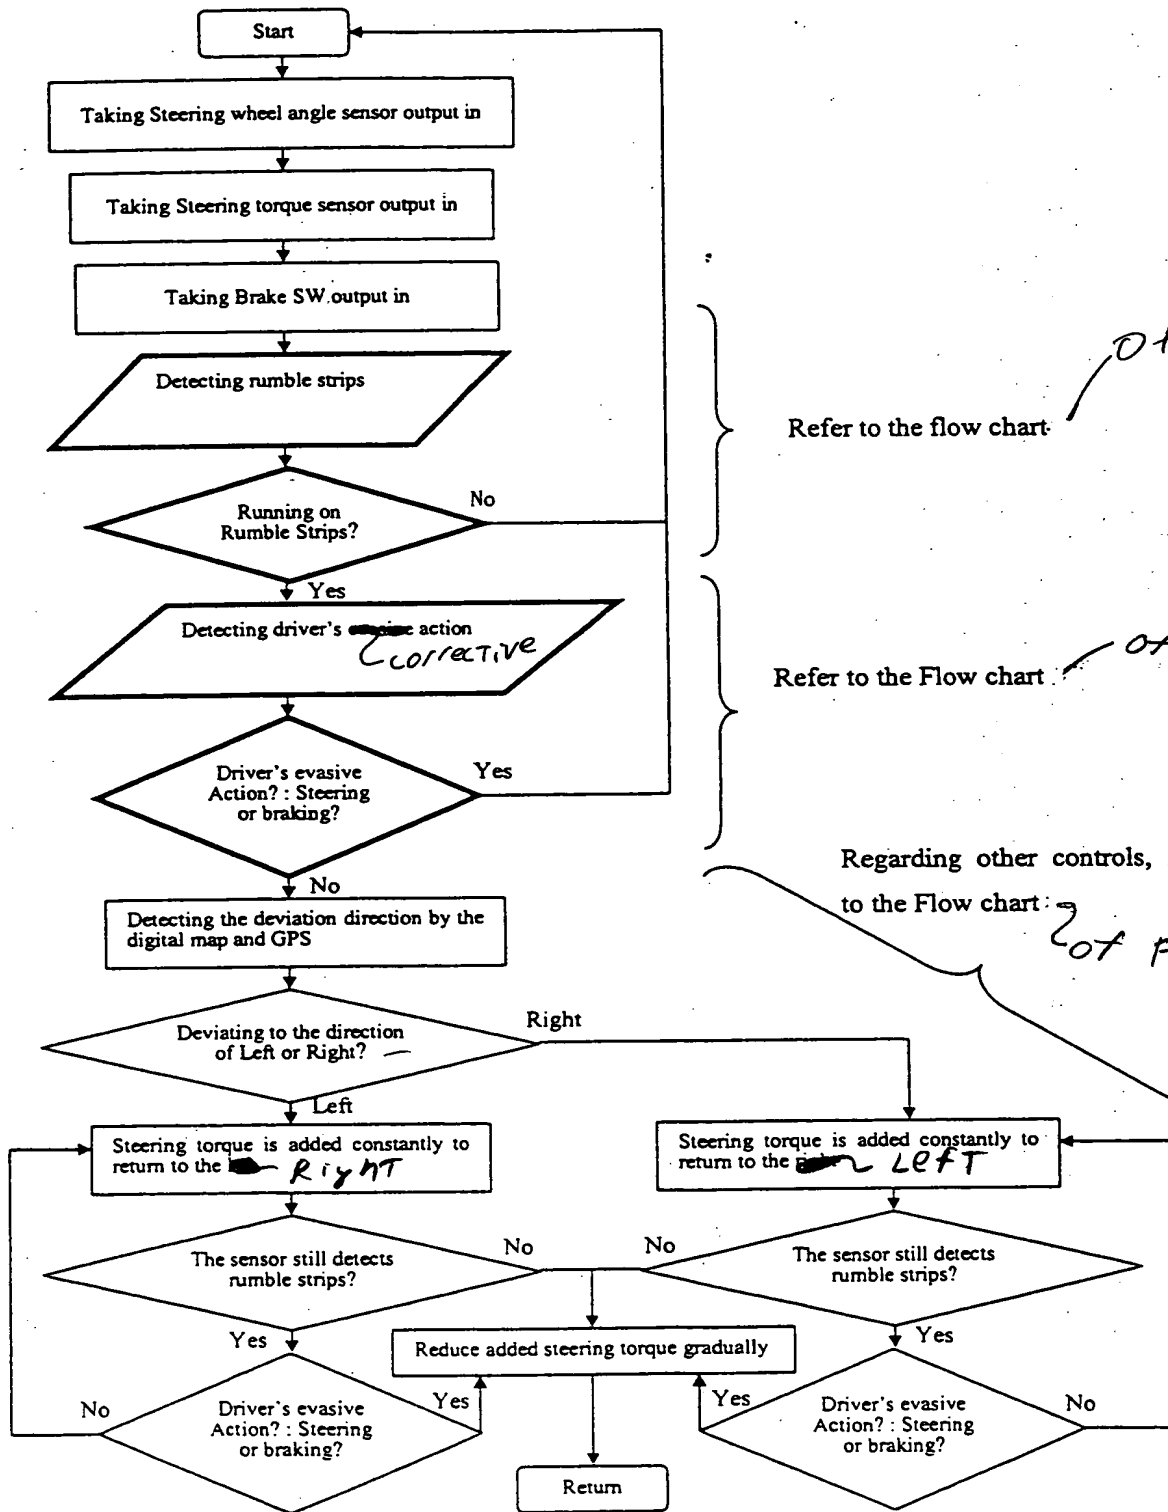 Start
Taking Steering wheel angle sensor output in
Taking Steering torque sensor output in
Taking Brake SW output in
Detecting rumble strips
Refer to the flow chart
Running on
Rumble Strips?
No
Yes
Detecting driver's action
corrective
Refer to the Flow chart :
of
Driver's evasive
Action? : Steering
or braking?
Yes
No
Regarding other controls,
to the Flow chart :
of
Detecting the deviation direction by the
digital map and GPS
Deviating to the direction
of Left or Right?
Right
Left
Steering torque is added constantly to
return to the Right
Steering torque is added constantly to
return to the Left
The sensor still detects
rumble strips?
No
No
The sensor still detects
rumble strips?
Yes
Yes
Reduce added steering torque gradually
No
Driver's evasive
Action? : Steering
or braking?
Yes
Yes
Driver's evasive
Action? : Steering
or braking?
No
Return